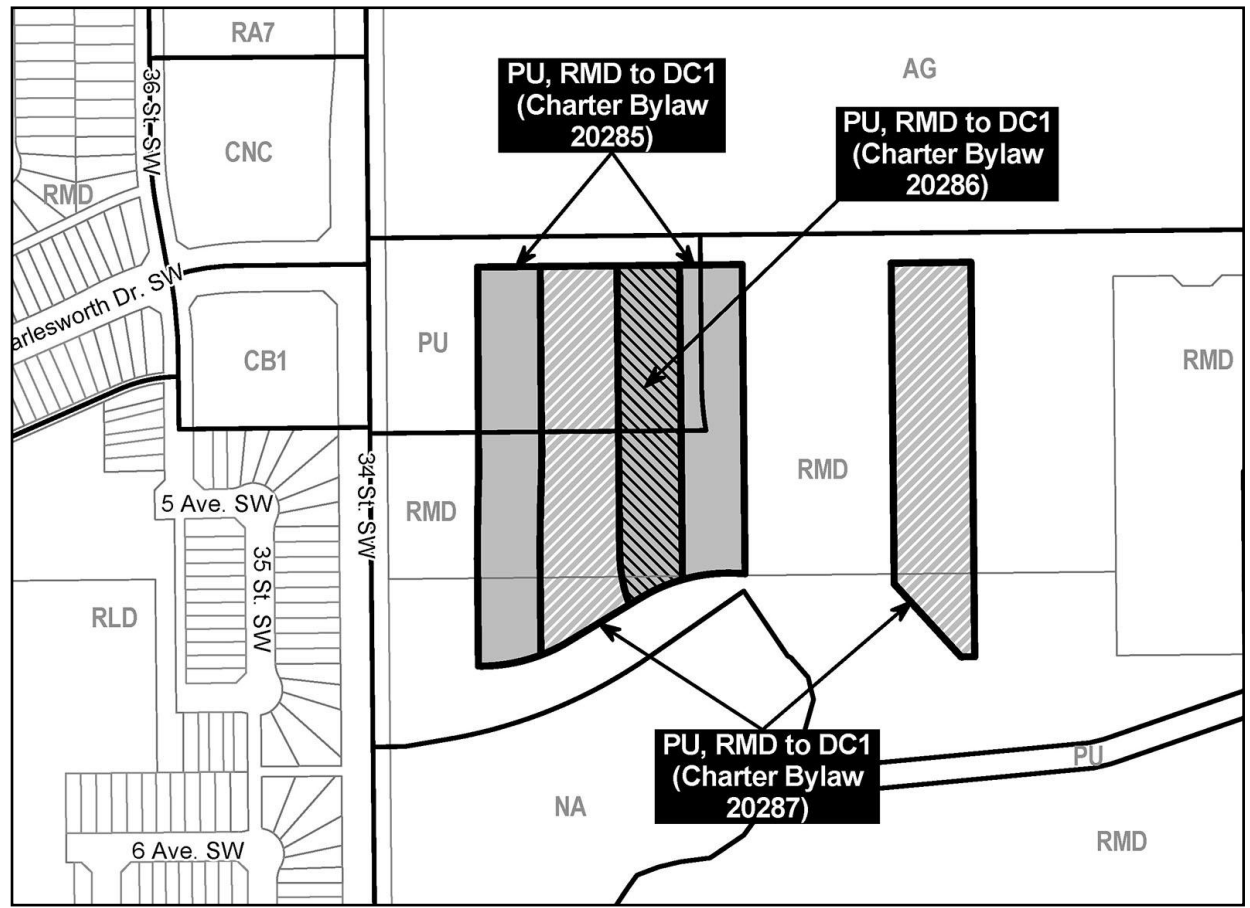 RA7
AG
36 St. SW
PU, RMD to DC1
(Charter Bylaw
20285)
PU, RMD to DC1
(Charter Bylaw
20286)
CNC
RMD
arlesworth Dr. SW
PU
CB1
RMD
34 St. SW
RMD
RMD
5 Ave. SW
35 St. SW
RLD
PU, RMD to DC1
(Charter Bylaw
20287)
PU
NA
RMD
6 Ave. SW